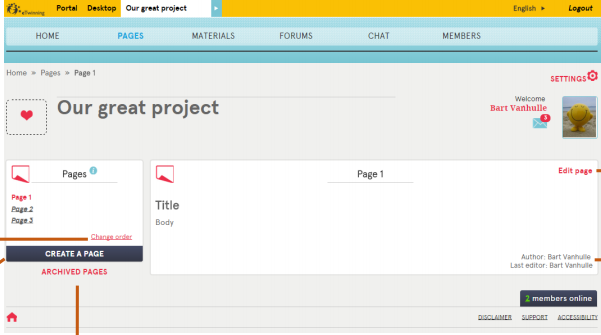 eTwinning Portal Desktop Our great project English Logout
HOME PAGES MATERIALS FORUMS CHAT MEMBERS
Home » Pages » Page 1
SETTINGS
Our great project
Welcome
Bart Vanhulle
Pages
Page 1
Page 2
Page 3
Change order
CREATE A PAGE
ARCHIVED PAGES
Page 1
Edit page
Title
Body
Author: Bart Vanhulle
Last editor: Bart Vanhulle
2 members online
DISCLAIMER SUPPORT ACCESSIBILITY